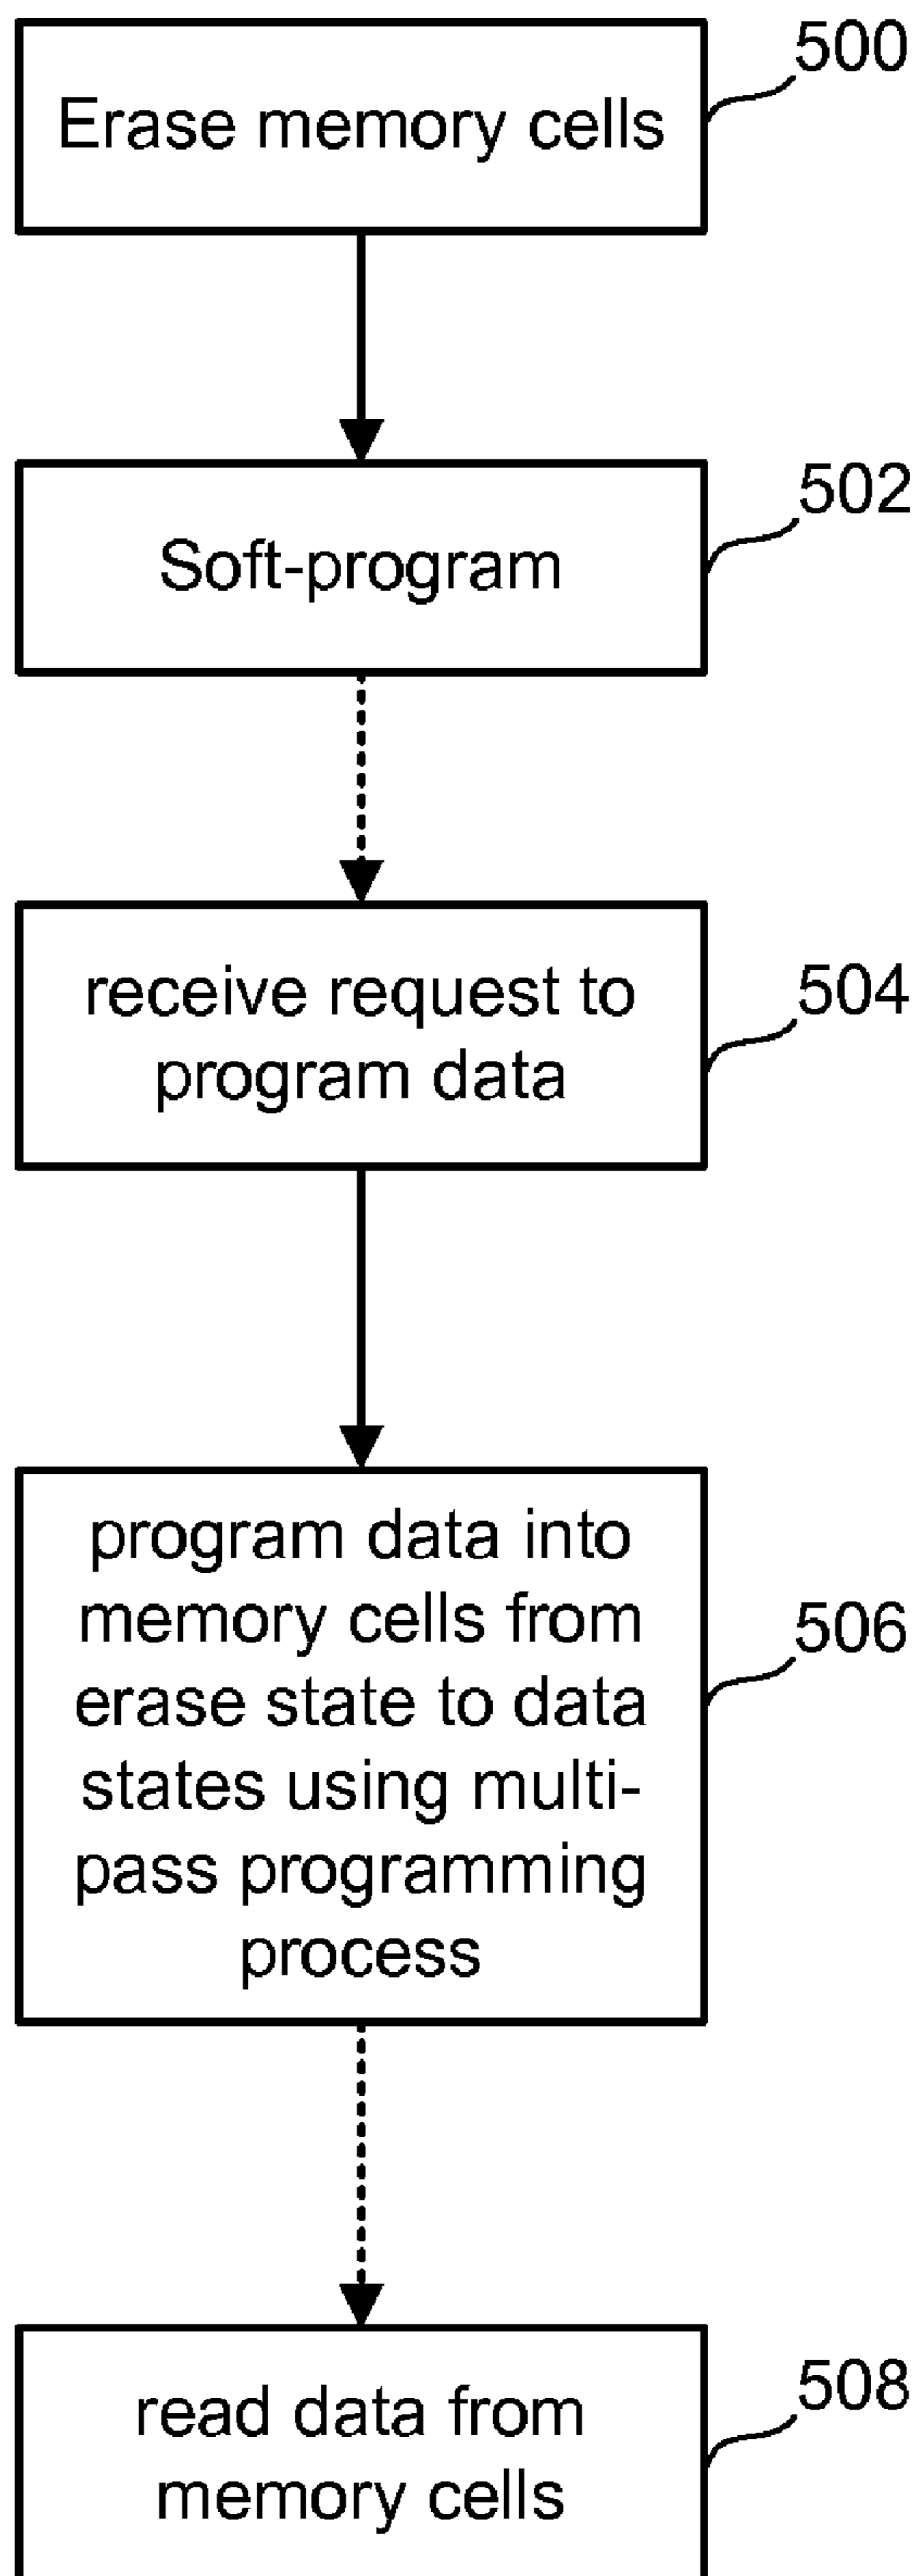 500
Erase memory cells
502
Soft-program
504
receive request to
program data
506
program data into
memory cells from
erase state to data
states using multi-
pass programming
process
508
read data from
memory cells